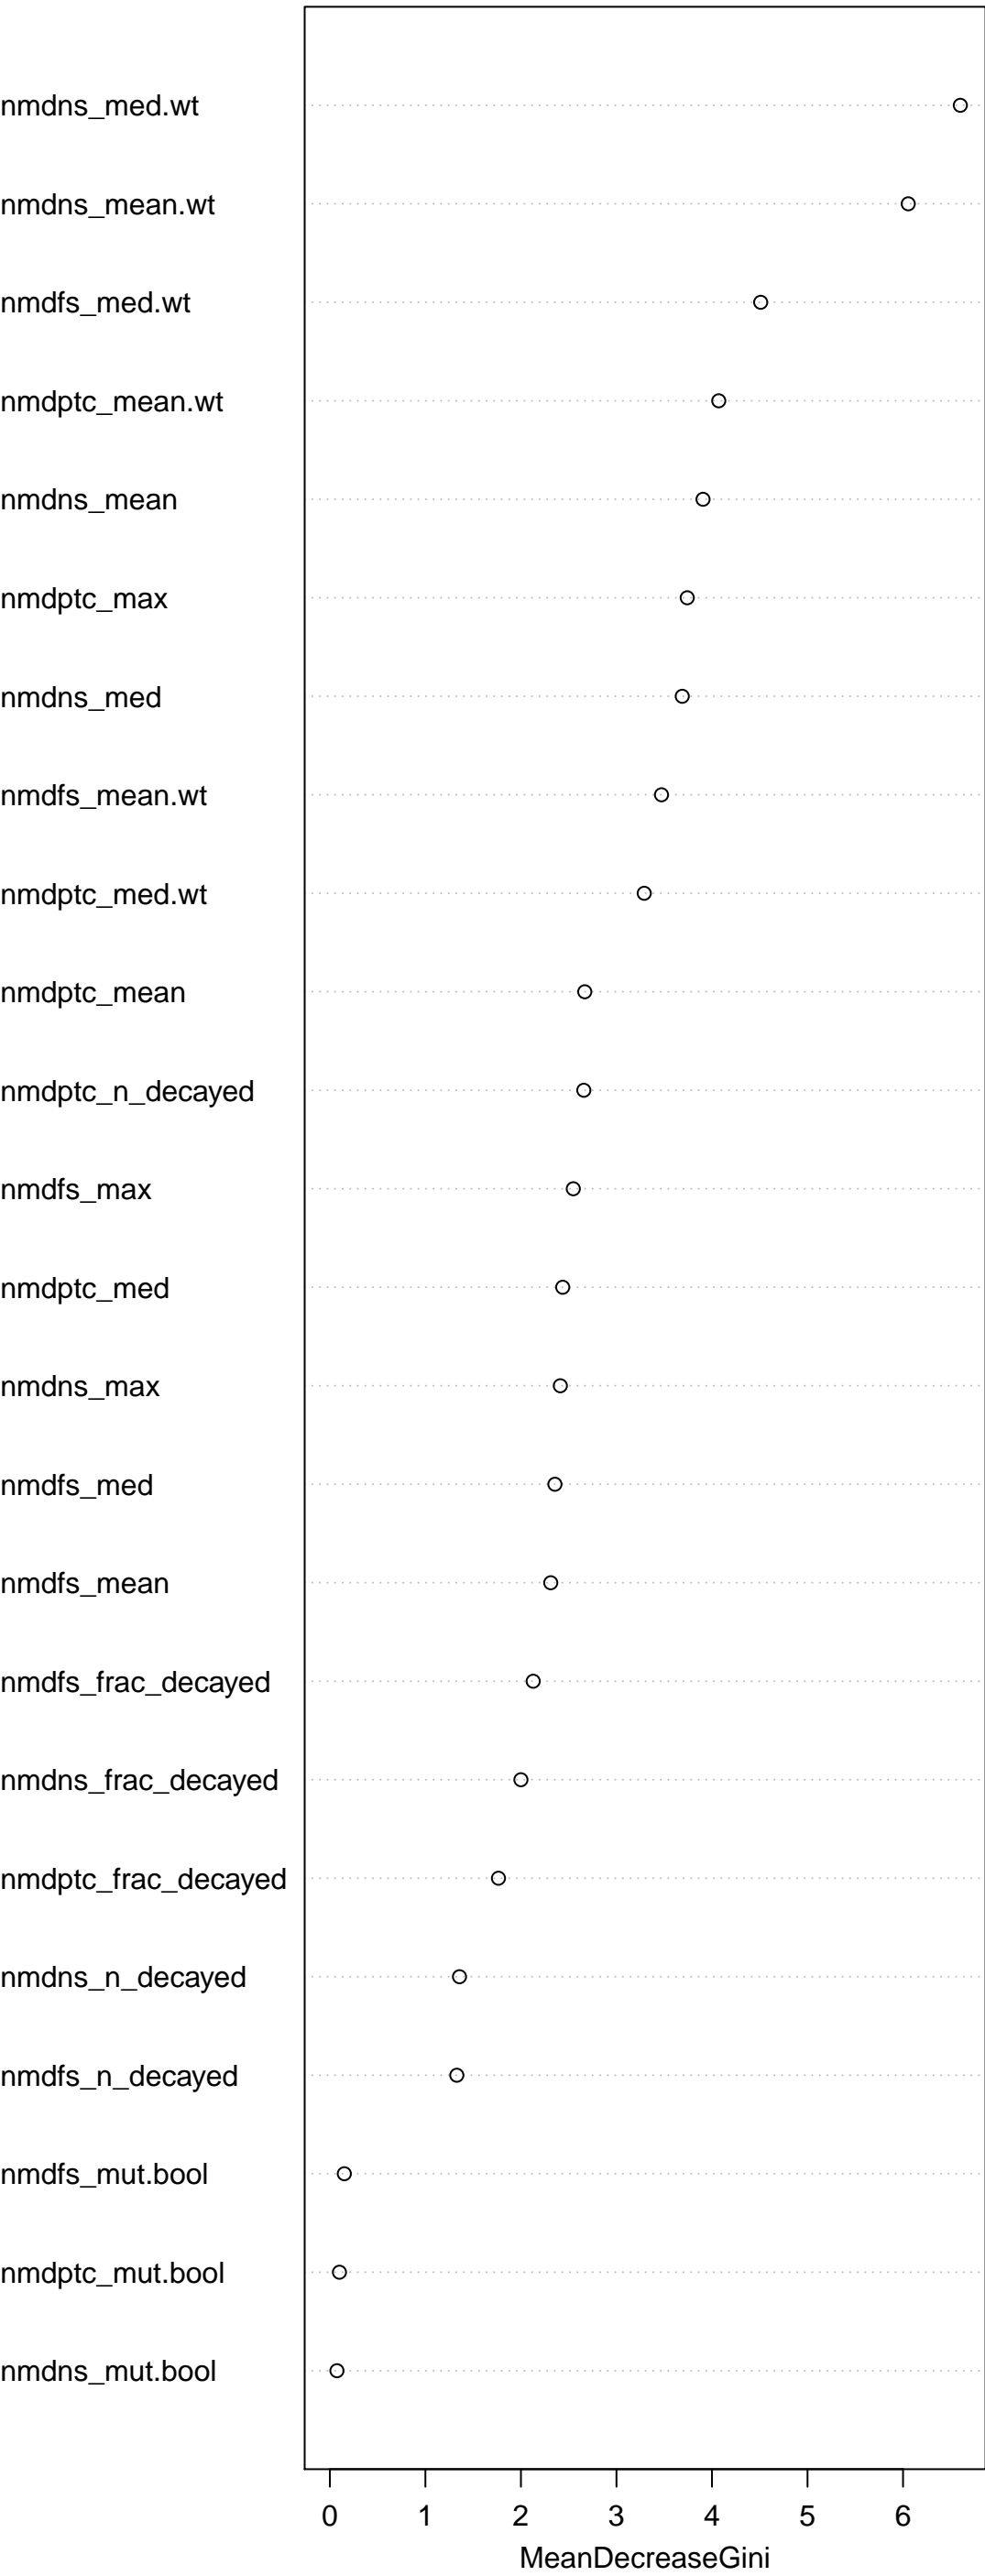 nmdns_med.wt
nmdns_mean.wt
nmdfs_med.wt
nmdptc_mean.wt
nmdns_mean
nmdptc_max
nmdns_med
nmdfs_mean.wt
nmdptc_med.wt
nmdptc_mean
nmdptc_n_decayed
nmdfs_max
nmdptc_med
nmdns_max
nmdfs_med
nmdfs_mean
nmdfs_frac_decayed
nmdns_frac_decayed
nmdptc_frac_decayed
nmdns_n_decayed
nmdfs_n_decayed
nmdfs_mut.bool
nmdptc_mut.bool
nmdns_mut.bool
0 1 2 3 4 5 6
MeanDecreaseGini